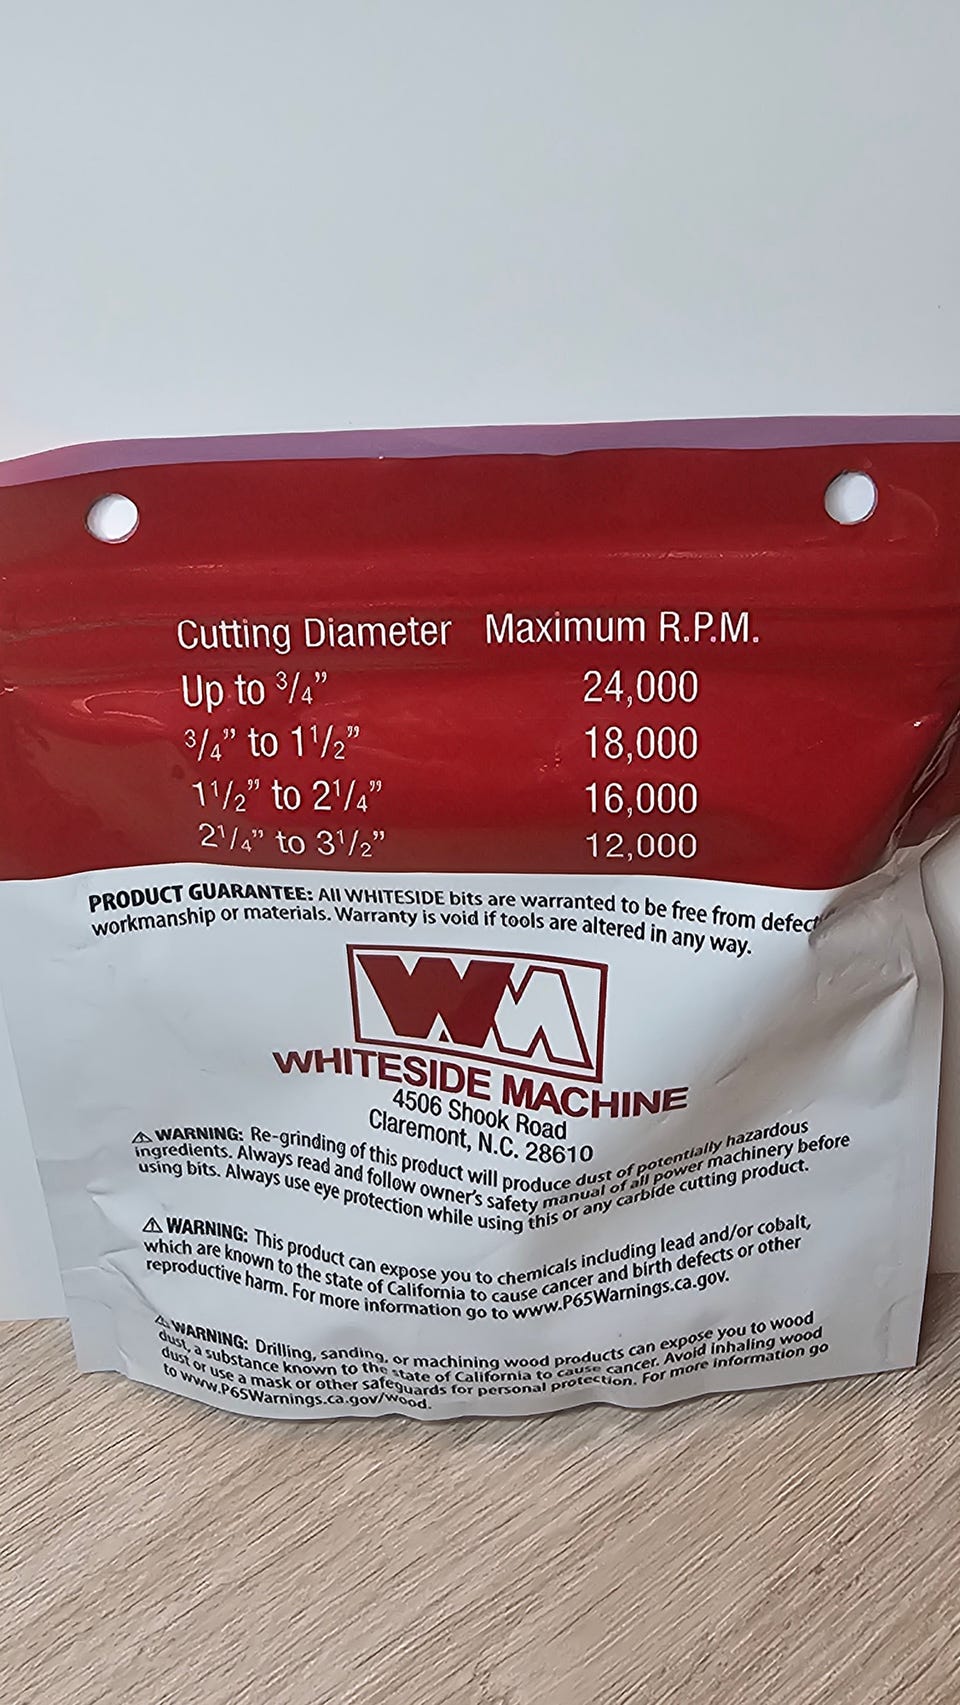 Cutting Diameter Maximum R.P.M.
Up to 3/4” 24,000
3/4” to 1 1/2” 18,000
1 1/2” to 2 1/4” 16,000
2 1/4” to 3 1/2” 12,000
PRODUCT GUARANTEE: All WHITESIDE bits are warranted to be free from defect
workmanship or materials. Warranty is void if tools are altered in any way.
WM
WHITESIDE MACHINE
4506 Shook Road
Claremont, N.C. 28610
⚠ WARNING: Re-grinding of this product will produce dust of potentially hazardous
ingredients. Always read and follow owner's safety manual of all power machinery before
using bits. Always use eye protection while using this or any carbide cutting product.
⚠ WARNING: This product can expose you to chemicals including lead and/or cobalt,
which are known to the state of California to cause cancer and birth defects or other
reproductive harm. For more information go to www.P65Warnings.ca.gov.
⚠ WARNING: Drilling, sanding, or machining wood products can expose you to wood
dust, a substance known to the state of California to cause cancer. Avoid inhaling wood
dust or use a mask or other safeguards for personal protection. For more information go
to www.P65Warnings.ca.gov/wood.